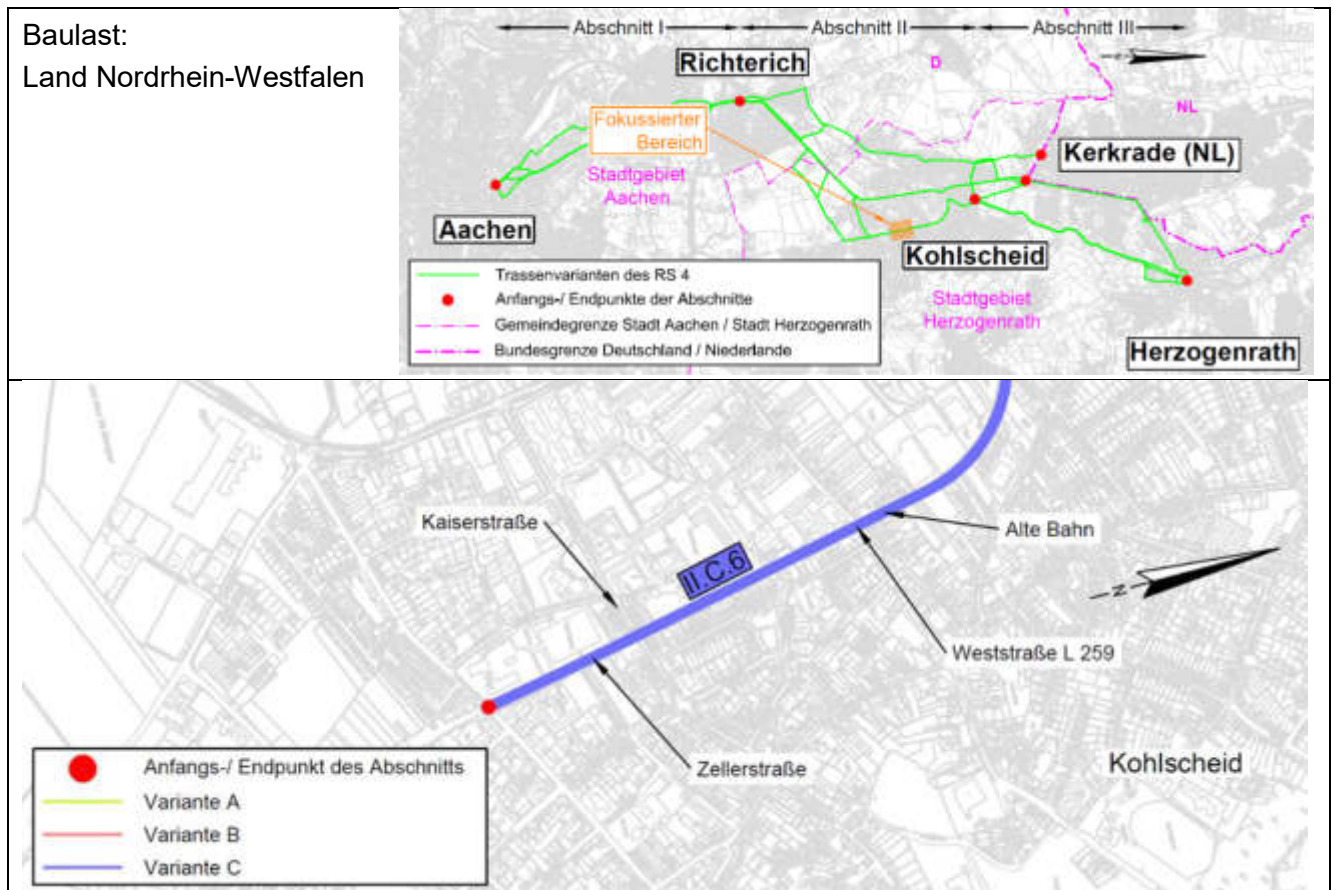 Baulast:
Land Nordrhein-Westfalen
Abschnitt I
Abschnitt II
Abschnitt III
Richterich
D
N
NL
Fokussierter
Bereich
Kerkrade (NL)
Stadtgebiet
Aachen
Aachen
Kohlscheid
Trassenvarianten des RS 4
Anfangs-/ Endpunkte der Abschnitte
Gemeindegrenze Stadt Aachen / Stadt Herzogenrath
Bundesgrenze Deutschland / Niederlande
Stadtgebiet
Herzogenrath
Herzogenrath
Kaiserstraße
II.C.6
Alte Bahn
N
Weststraße L 259
Zellerstraße
Kohlscheid
Anfangs-/ Endpunkt des Abschnitts
Variante A
Variante B
Variante C